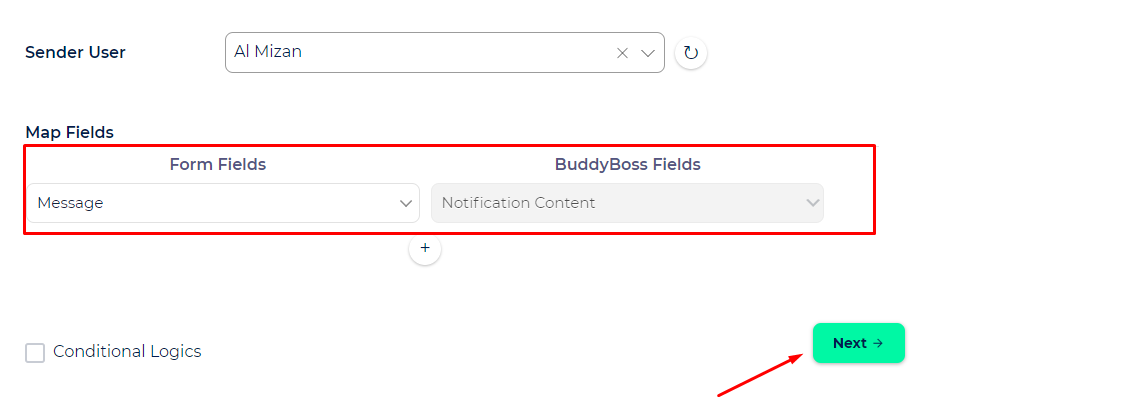 Sender User
Al Mizan
Map Fields
Form Fields
BuddyBoss Fields
Message
Notification Content
+
Conditional Logics
Next →